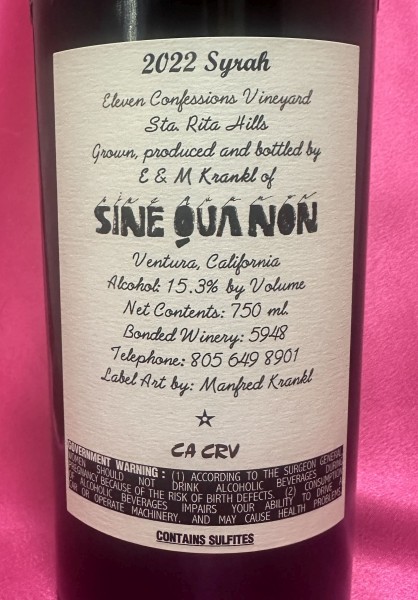 2022 Syrah
Eleven Confessions Vineyard
Sta. Rita Hills
Grown, produced and bottled by
E & M Krankl of
SINE QUA NON
Ventura, California
Alcohol: 15.3% by Volume
Net Contents: 750 ml.
Bonded Winery: 5948
Telephone: 805 649 8901
Label Art by: Manfred Krankl
CA CRV
GOVERNMENT WARNING: (1) ACCORDING TO THE SURGEON GENERAL,
WOMEN SHOULD NOT DRINK ALCOHOLIC BEVERAGES DURING
PREGNANCY BECAUSE OF THE RISK OF BIRTH DEFECTS. (2) CONSUMPTION
OF ALCOHOLIC BEVERAGES IMPAIRS YOUR ABILITY TO DRIVE A
CAR OR OPERATE MACHINERY, AND MAY CAUSE HEALTH PROBLEMS.
CONTAINS SULFITES